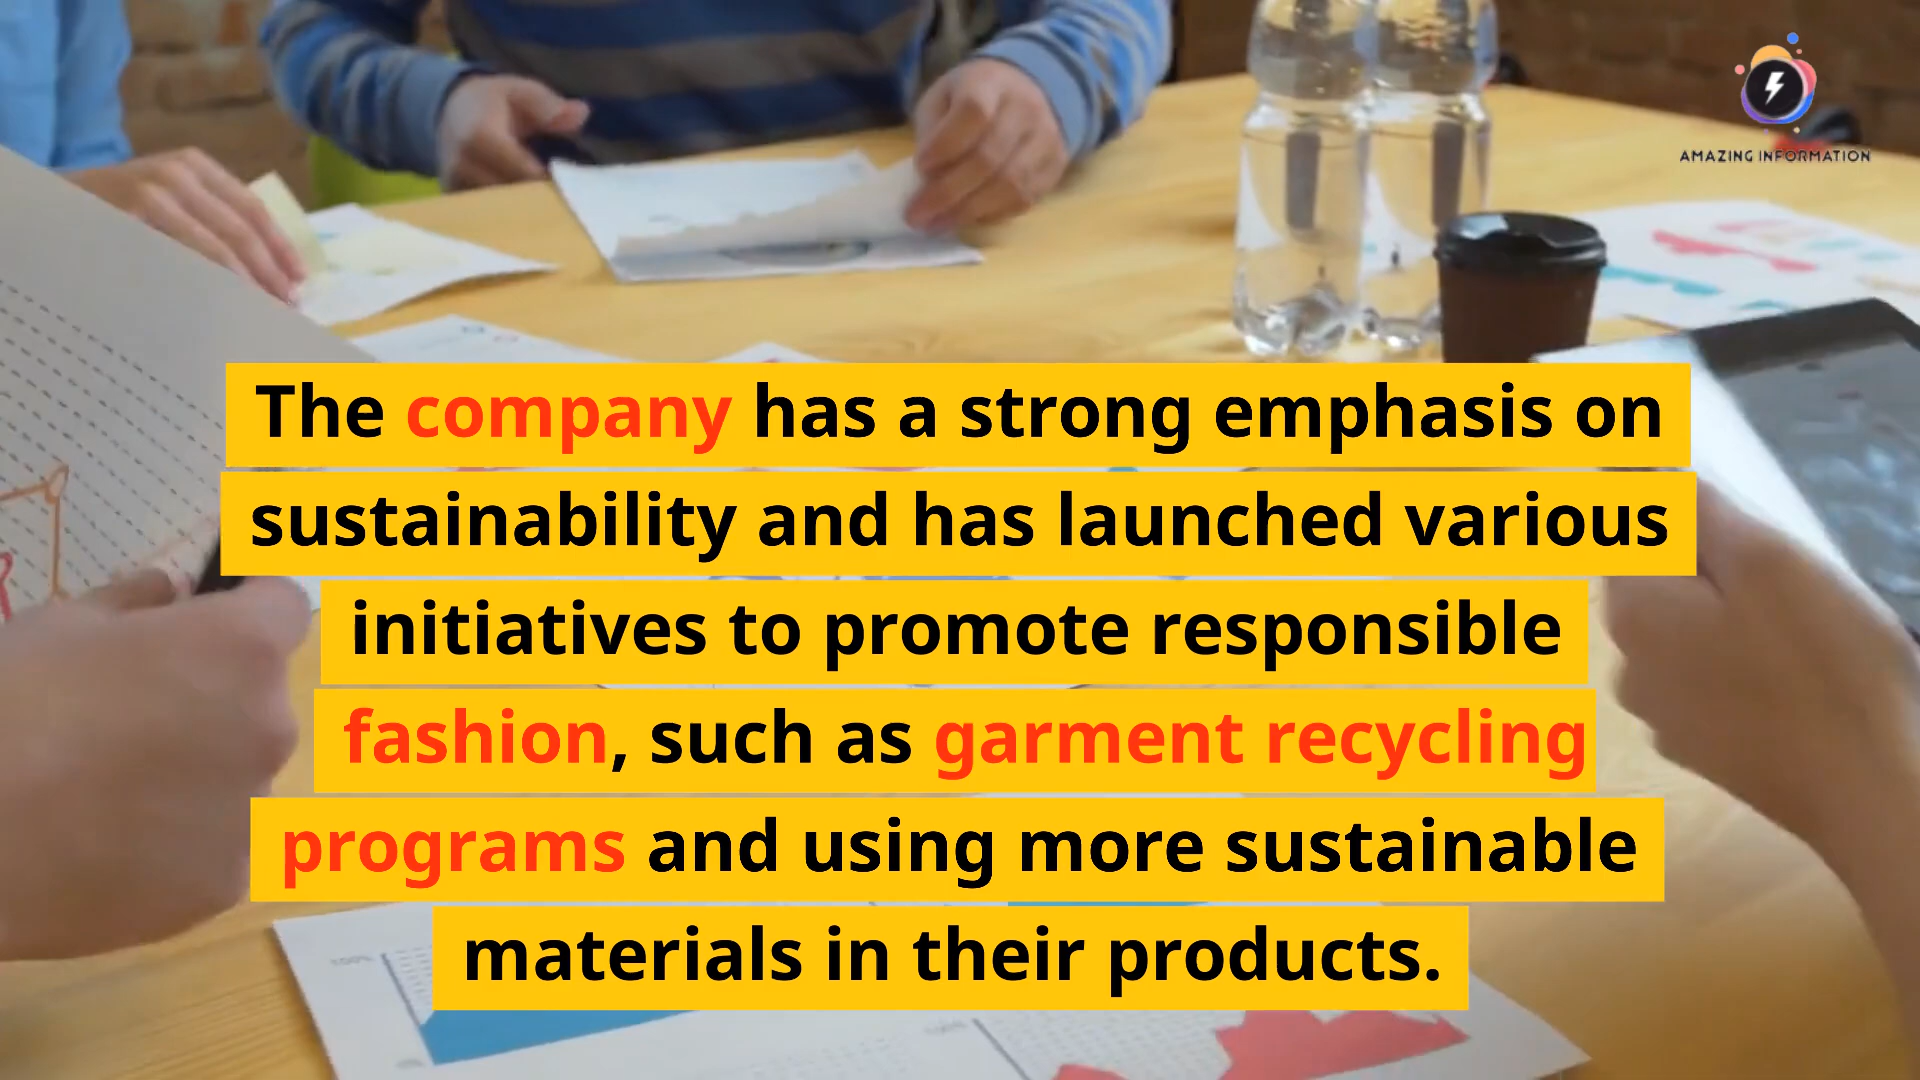 AMAZING INFORMATION
The company has a strong emphasis on
sustainability and has launched various
initiatives to promote responsible
fashion, such as garment recycling
programs and using more sustainable
materials in their products.